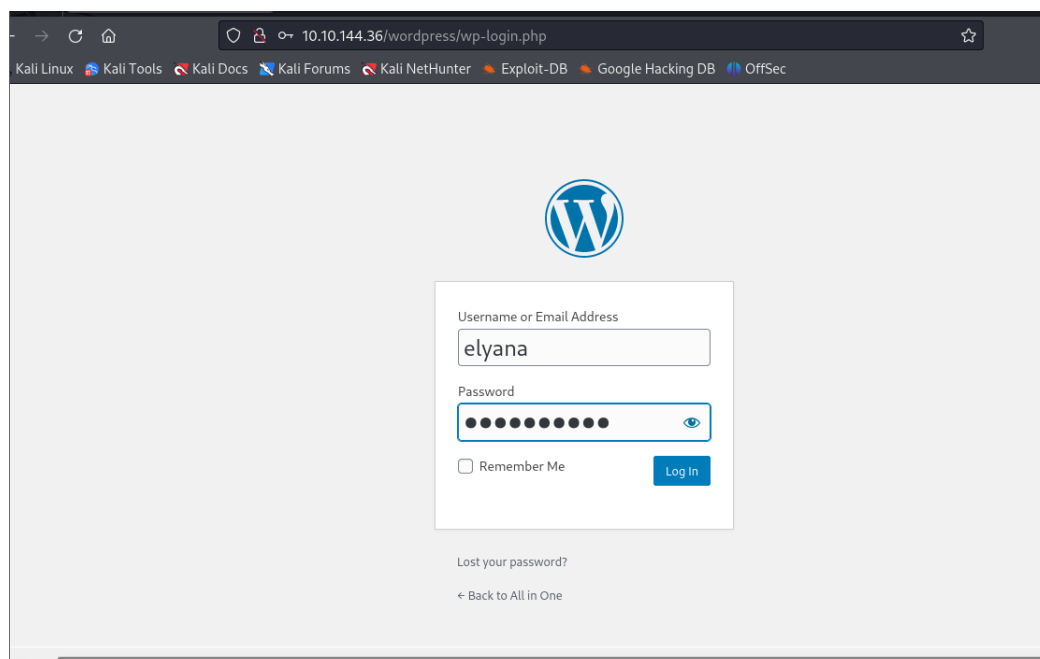 10.10.144.36/wordpress/wp-login.php
Kali Linux Kali Tools Kali Docs Kali Forums Kali NetHunter Exploit-DB Google Hacking DB OffSec
Username or Email Address
elyana
Password
Remember Me
Log In
Lost your password?
← Back to All in One